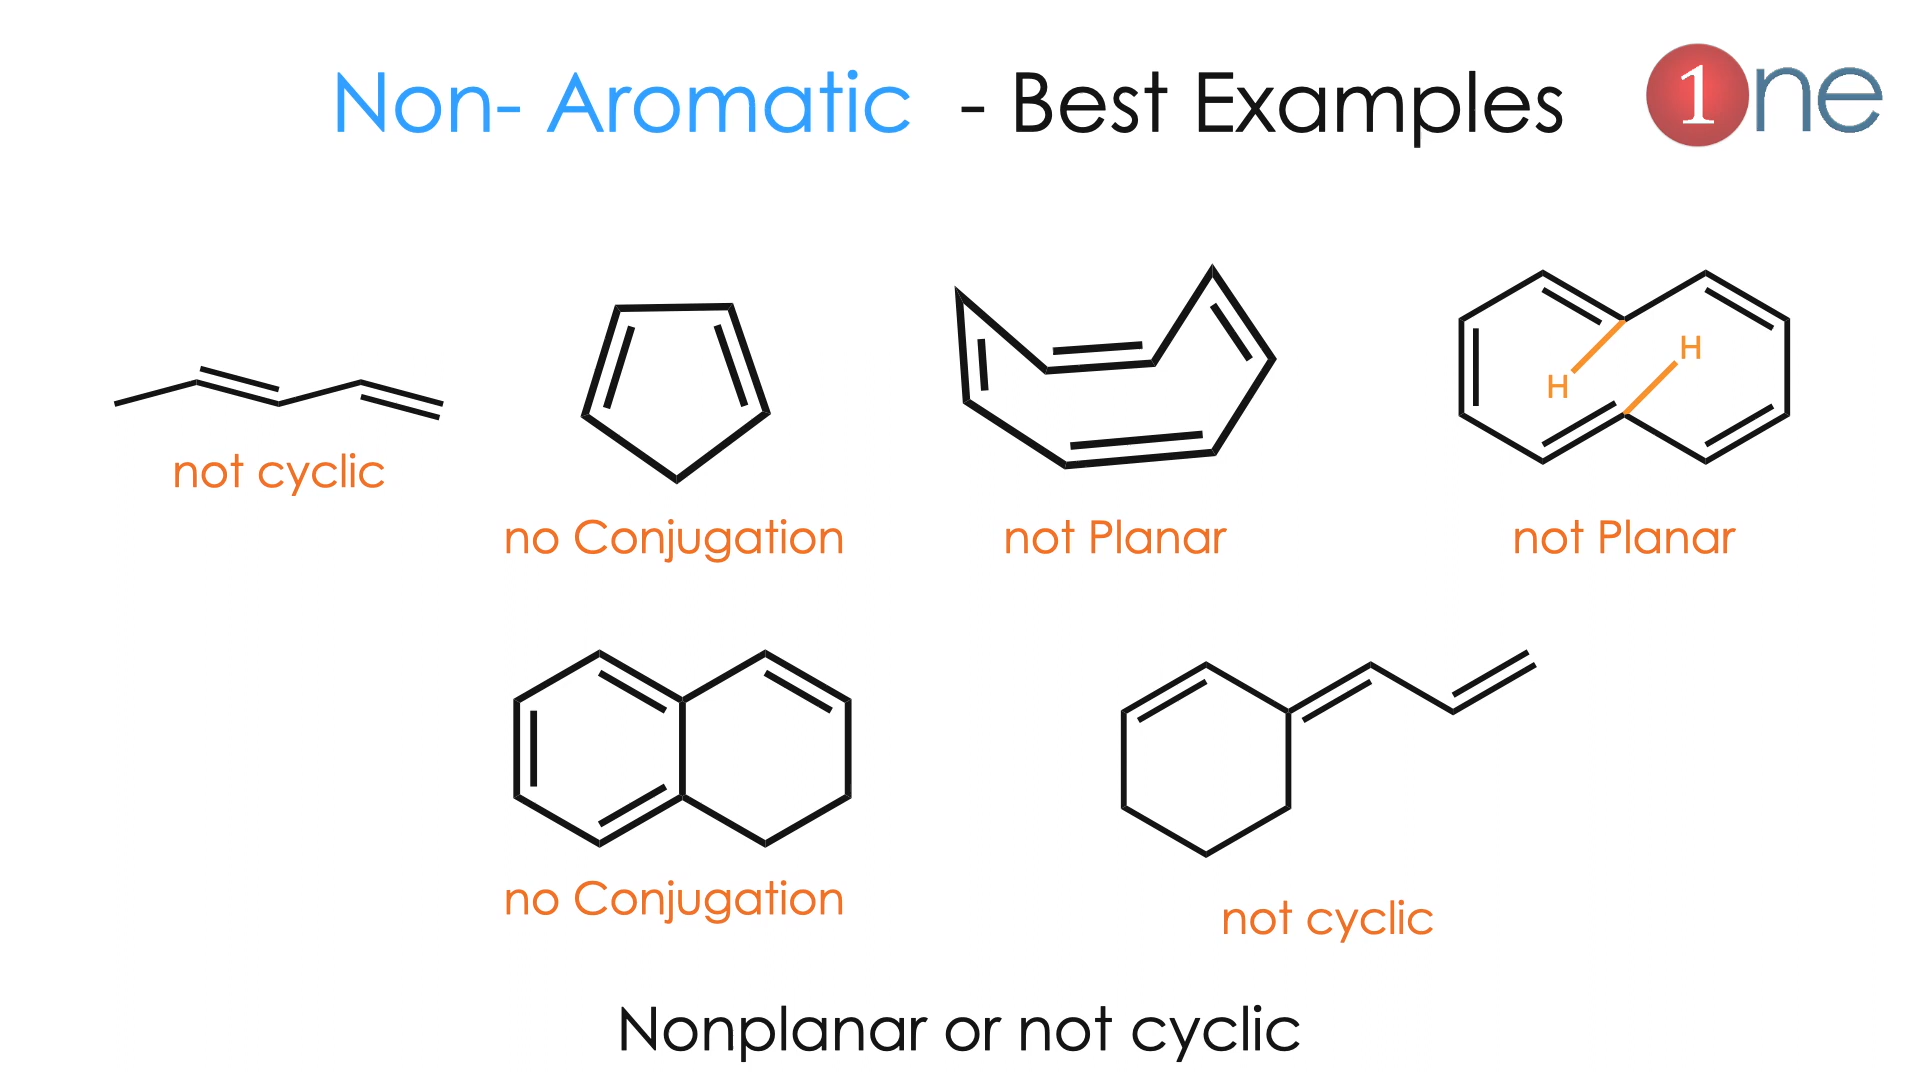 Non- Aromatic - Best Examples
1ne
H
H
not cyclic
no Conjugation
not Planar
not Planar
no Conjugation
not cyclic
Nonplanar or not cyclic